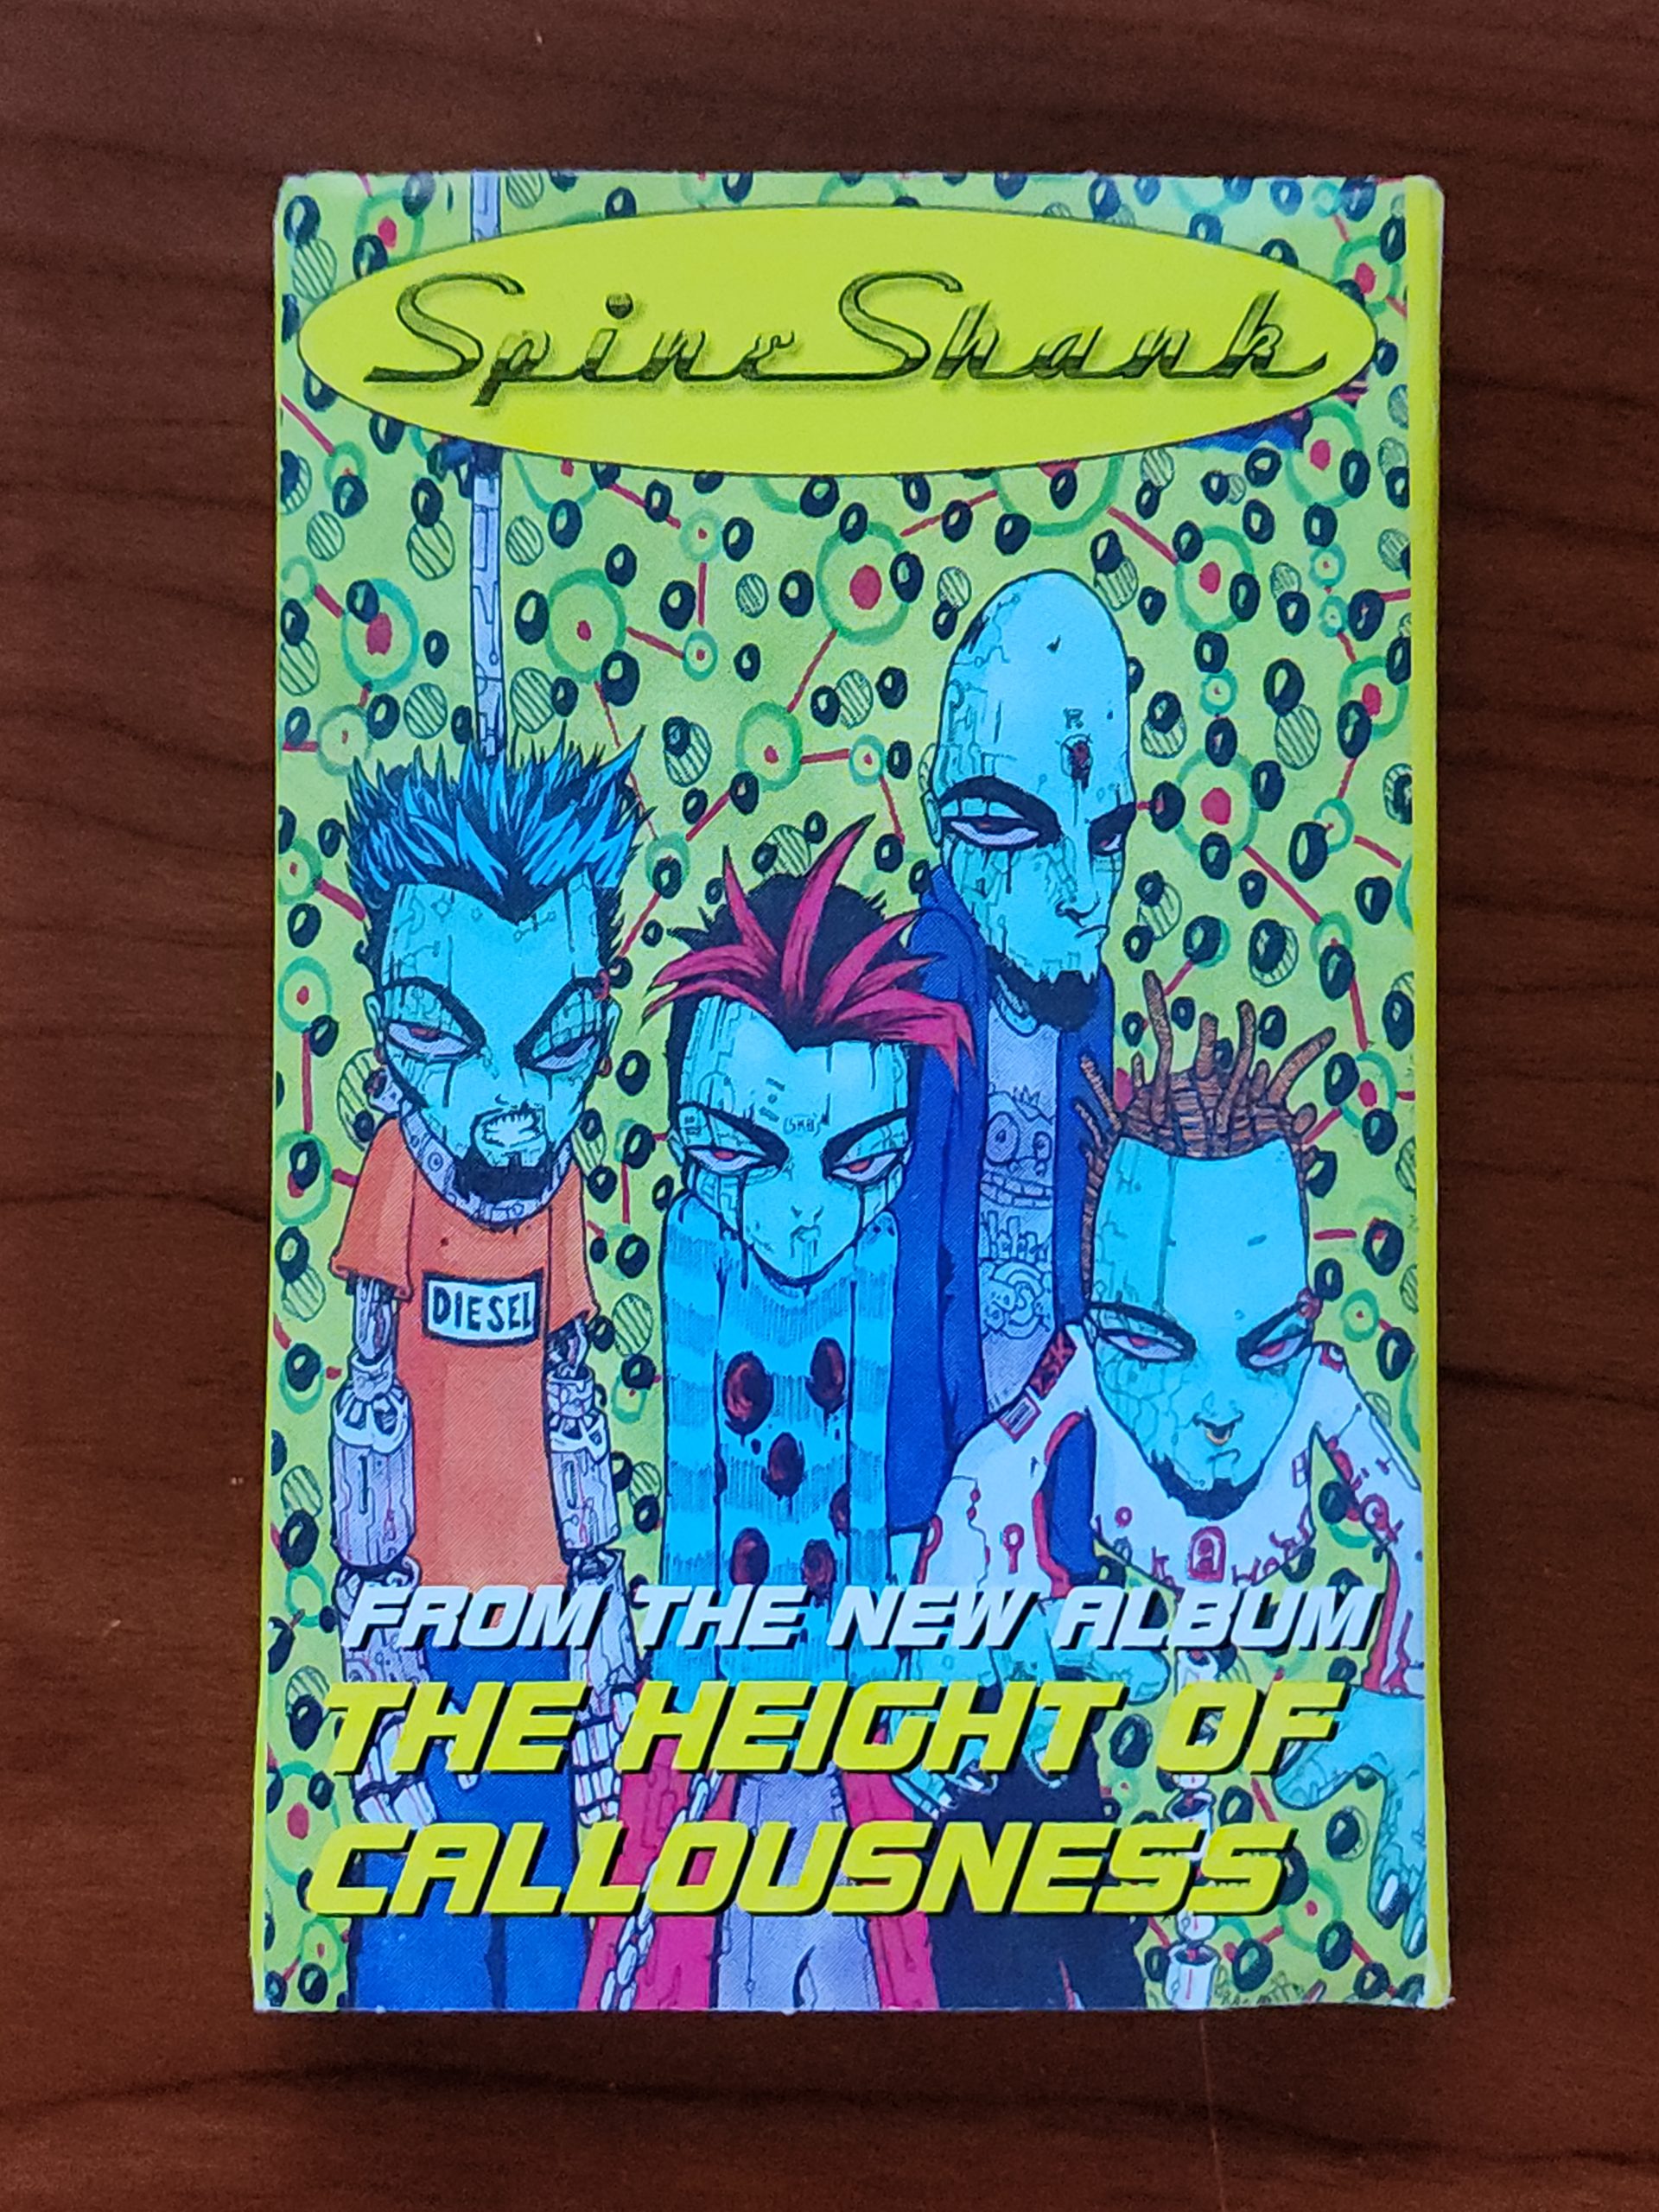 SpineShank
DIESEL
FROM THE NEW ALBUM
THE HEIGHT OF
CALLOUSNESS